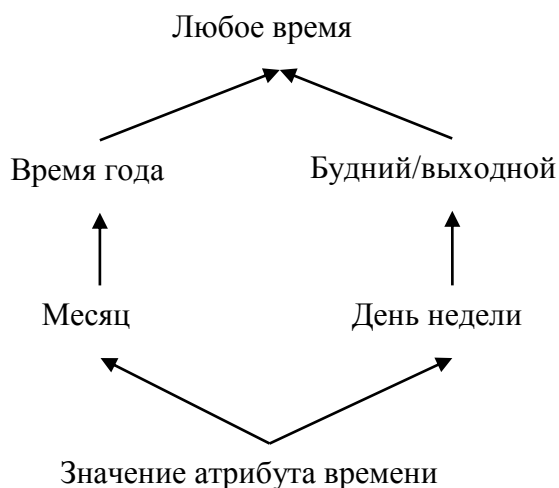 Любое время
Время года
Будний/выходной
Месяц
День недели
Значение атрибута времени